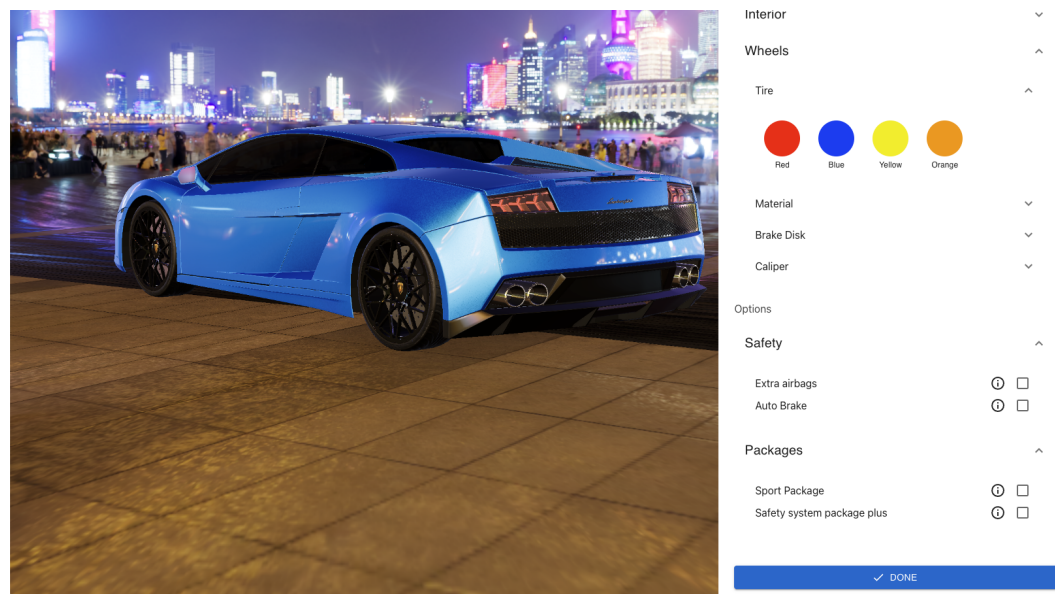 Interior
Wheels
Tire
Red
Blue
Yellow
Orange
Material
Brake Disk
Caliper
Options
Safety
Extra airbags
Auto Brake
Packages
Sport Package
Safety system package plus
DONE